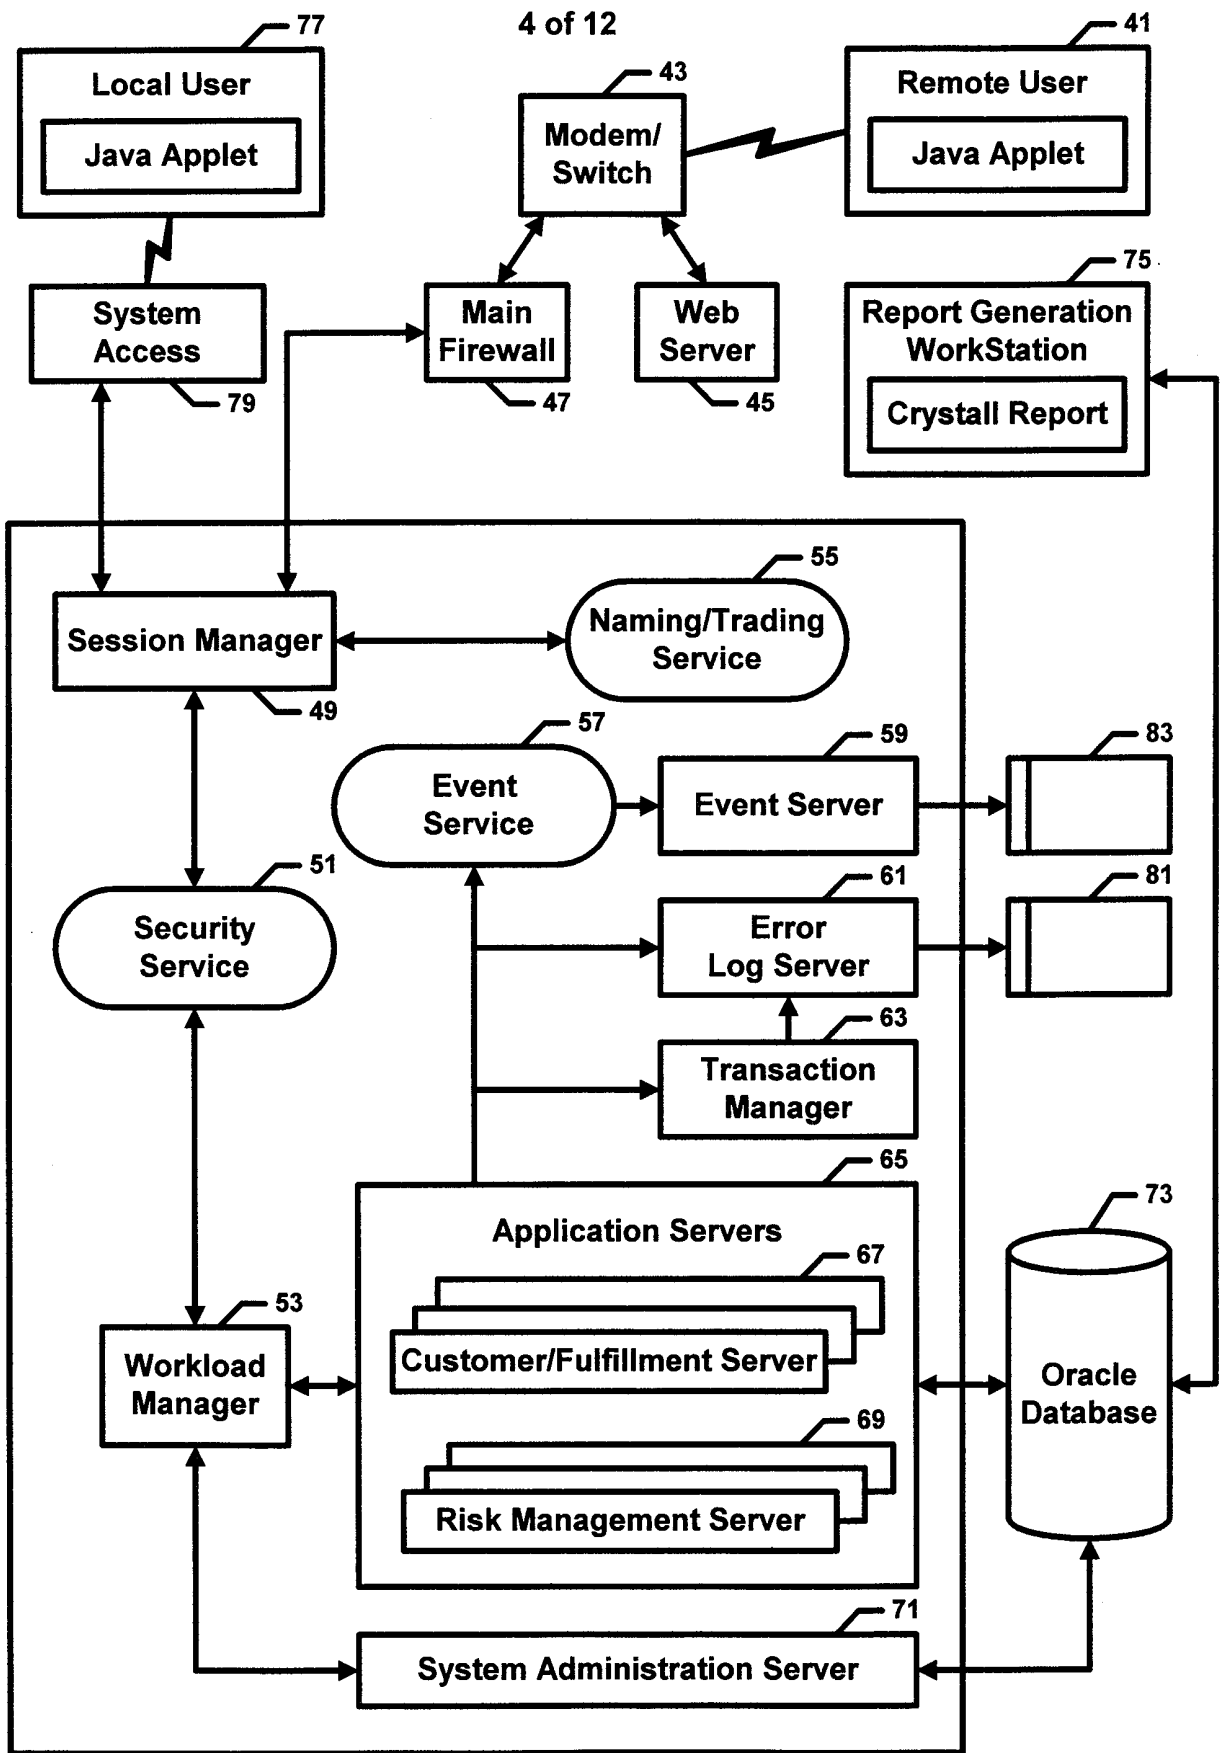 4 of 12
77
Local User
Java Applet
43
Modem/
Switch
41
Remote User
Java Applet
System
Access
79
Main
Firewall
47
Web
Server
45
75
Report Generation
WorkStation
Crystall Report
55
Naming/Trading
Service
Session Manager
49
57
Event
Service
59
Event Server
83
51
Security
Service
61
Error
Log Server
81
63
Transaction
Manager
65
Application Servers
67
Customer/Fulfillment Server
69
Risk Management Server
53
Workload
Manager
73
Oracle
Database
71
System Administration Server